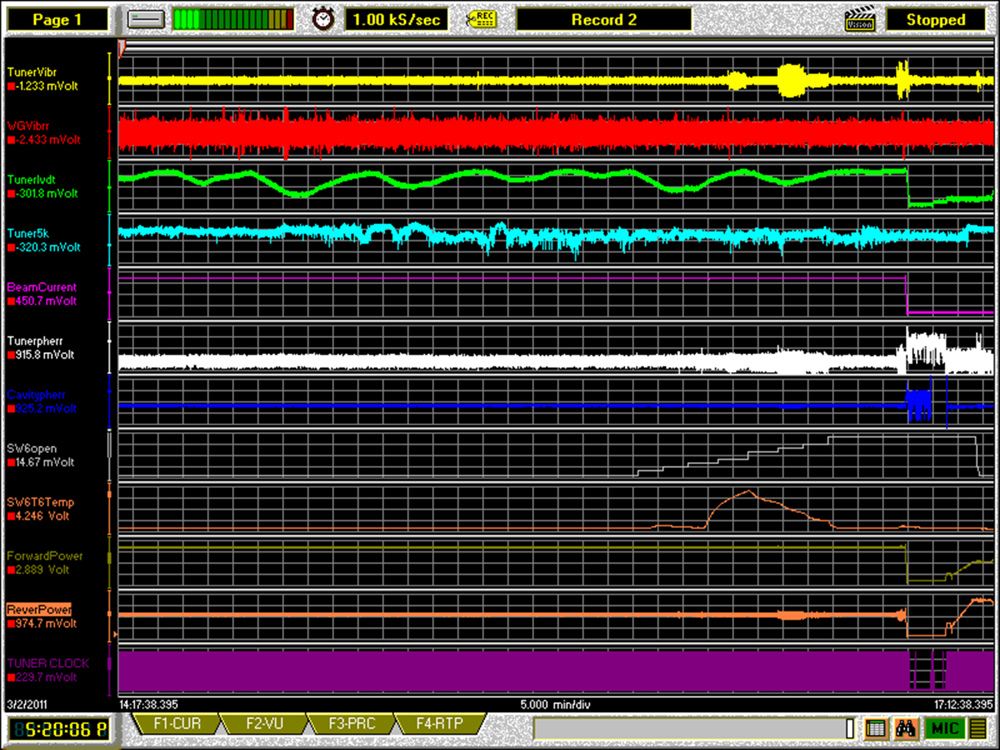 Page 1
1.00 kS/sec
REC
Record 2
Vision
Stopped
TunerVibr
-1.233 mVolt
WGVibrr
-2.433 mVolt
Tunerlvdt
-301.8 mVolt
Tuner5k
-320.3 mVolt
BeamCurrent
450.7 mVolt
Tunerpherr
915.8 mVolt
Cavitypherr
925.2 mVolt
SW6open
14.67 mVolt
SW6T6Temp
4.246 Volt
ForwardPower
2.889 Volt
ReverPower
974.7 mVolt
TUNER CLOCK
229.7 mVolt
3/2/2011
14:17:38.395
5.000 min/div
17:12:38.395
5:20:06 P
F1-CUR
F2-VU
F3-PRC
F4-RTP
MIC